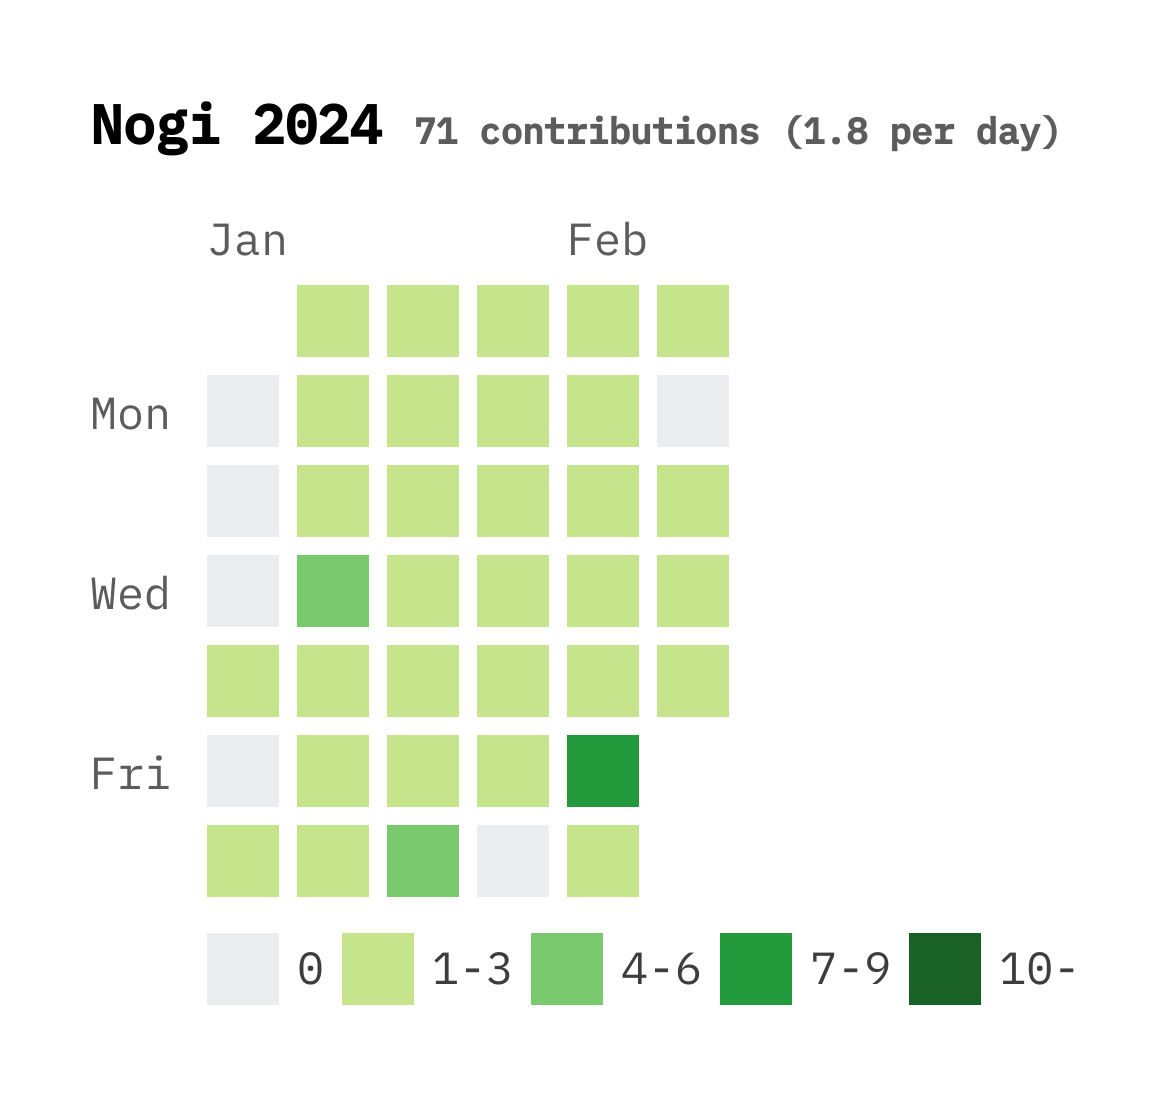 Nogi 2024 71 contributions (1.8 per day)
Jan Feb
Mon
Wed
Fri
0 1-3 4-6 7-9 10-